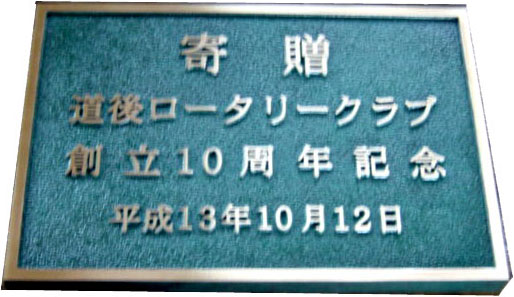 寄贈
道後ロータリークラブ
創立10周年記念
平成13年10月12日